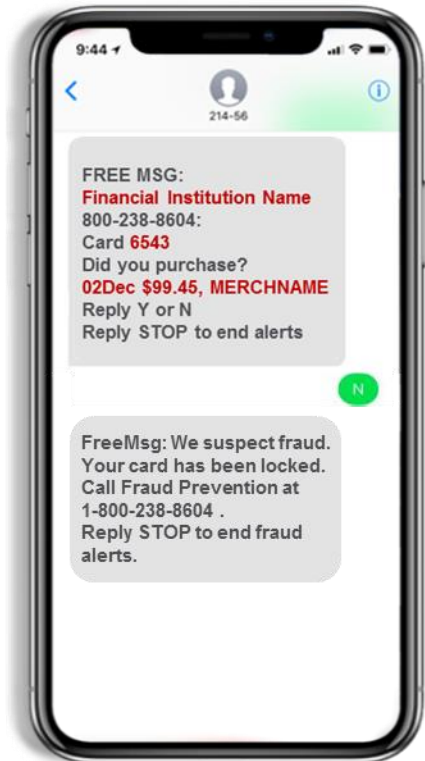 9:44
214-56
FREE MSG:
Financial Institution Name
800-238-8604:
Card 6543
Did you purchase?
02Dec $99.45, MERCHNAME
Reply Y or N
Reply STOP to end alerts
N
FreeMsg: We suspect fraud.
Your card has been locked.
Call Fraud Prevention at
1-800-238-8604 .
Reply STOP to end fraud
alerts.